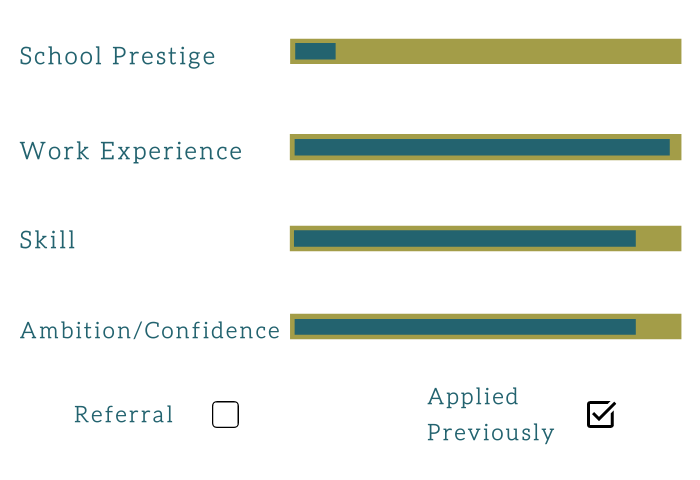 School Prestige
Work Experience
Skill
Ambition/Confidence
Referral
Applied
Previously